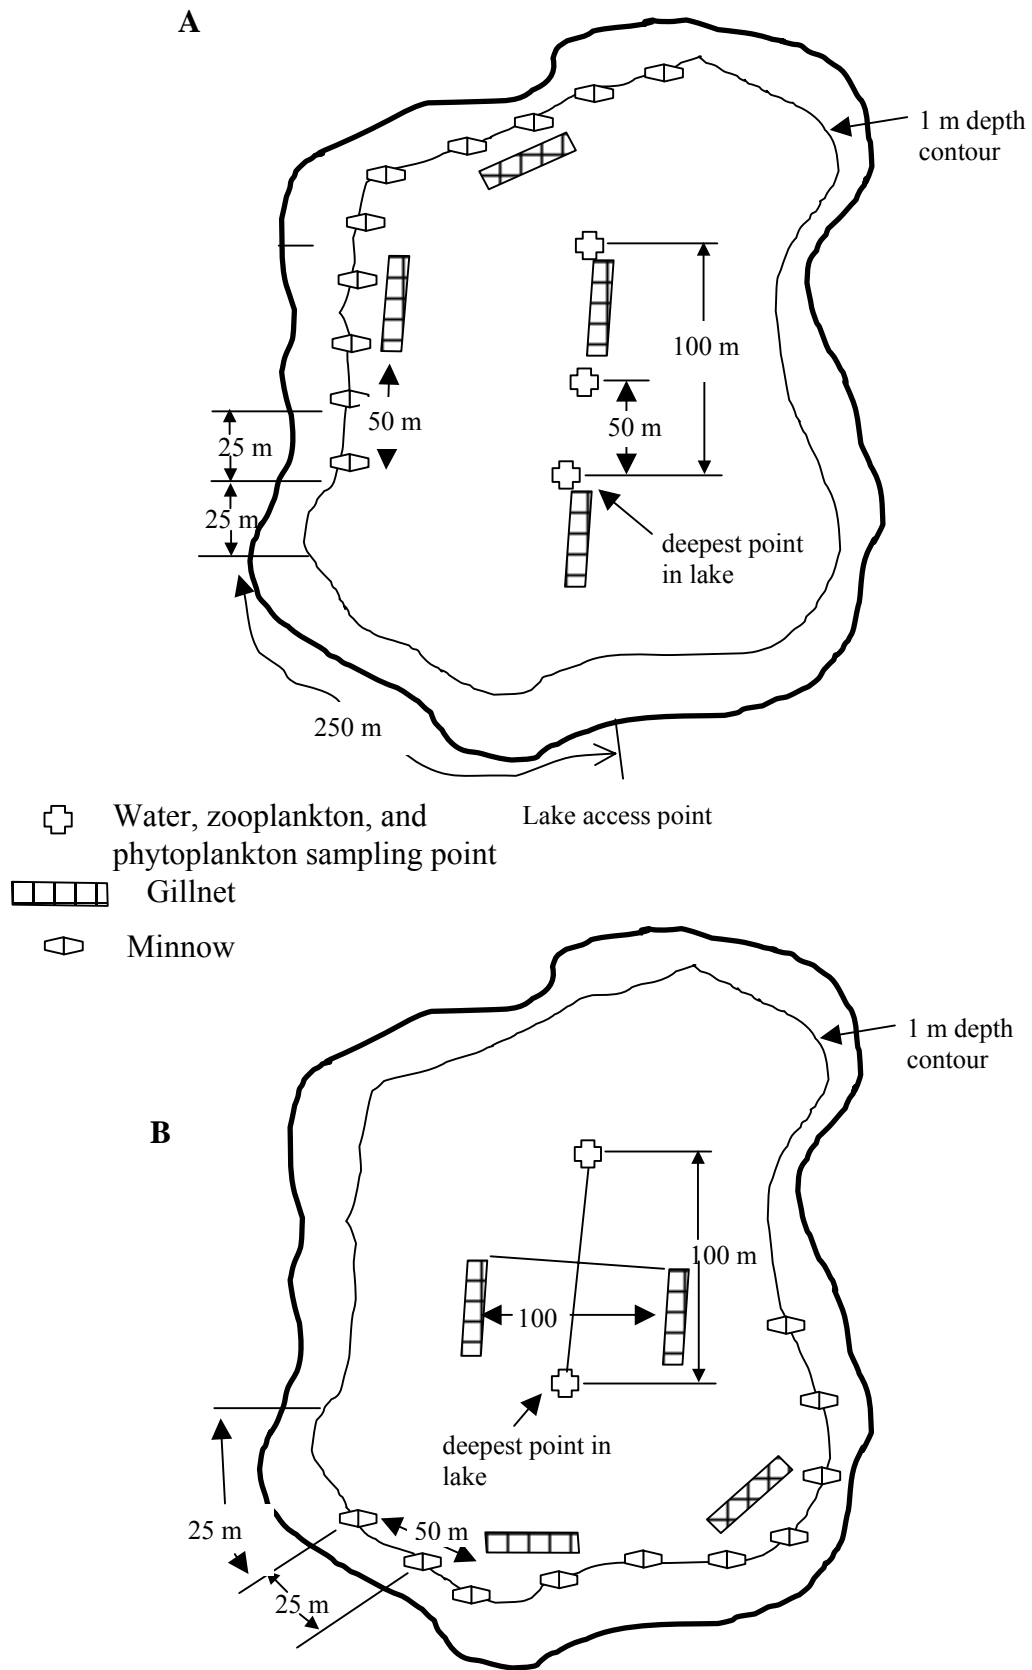 A
1 m depth
contour
100 m
50 m
50 m
25 m
25 m
deepest point
in lake
250 m
Lake access point
Water, zooplankton, and
phytoplankton sampling point
Gillnet
Minnow
1 m depth
contour
B
100 m
100
deepest point in
lake
50 m
25 m
25 m